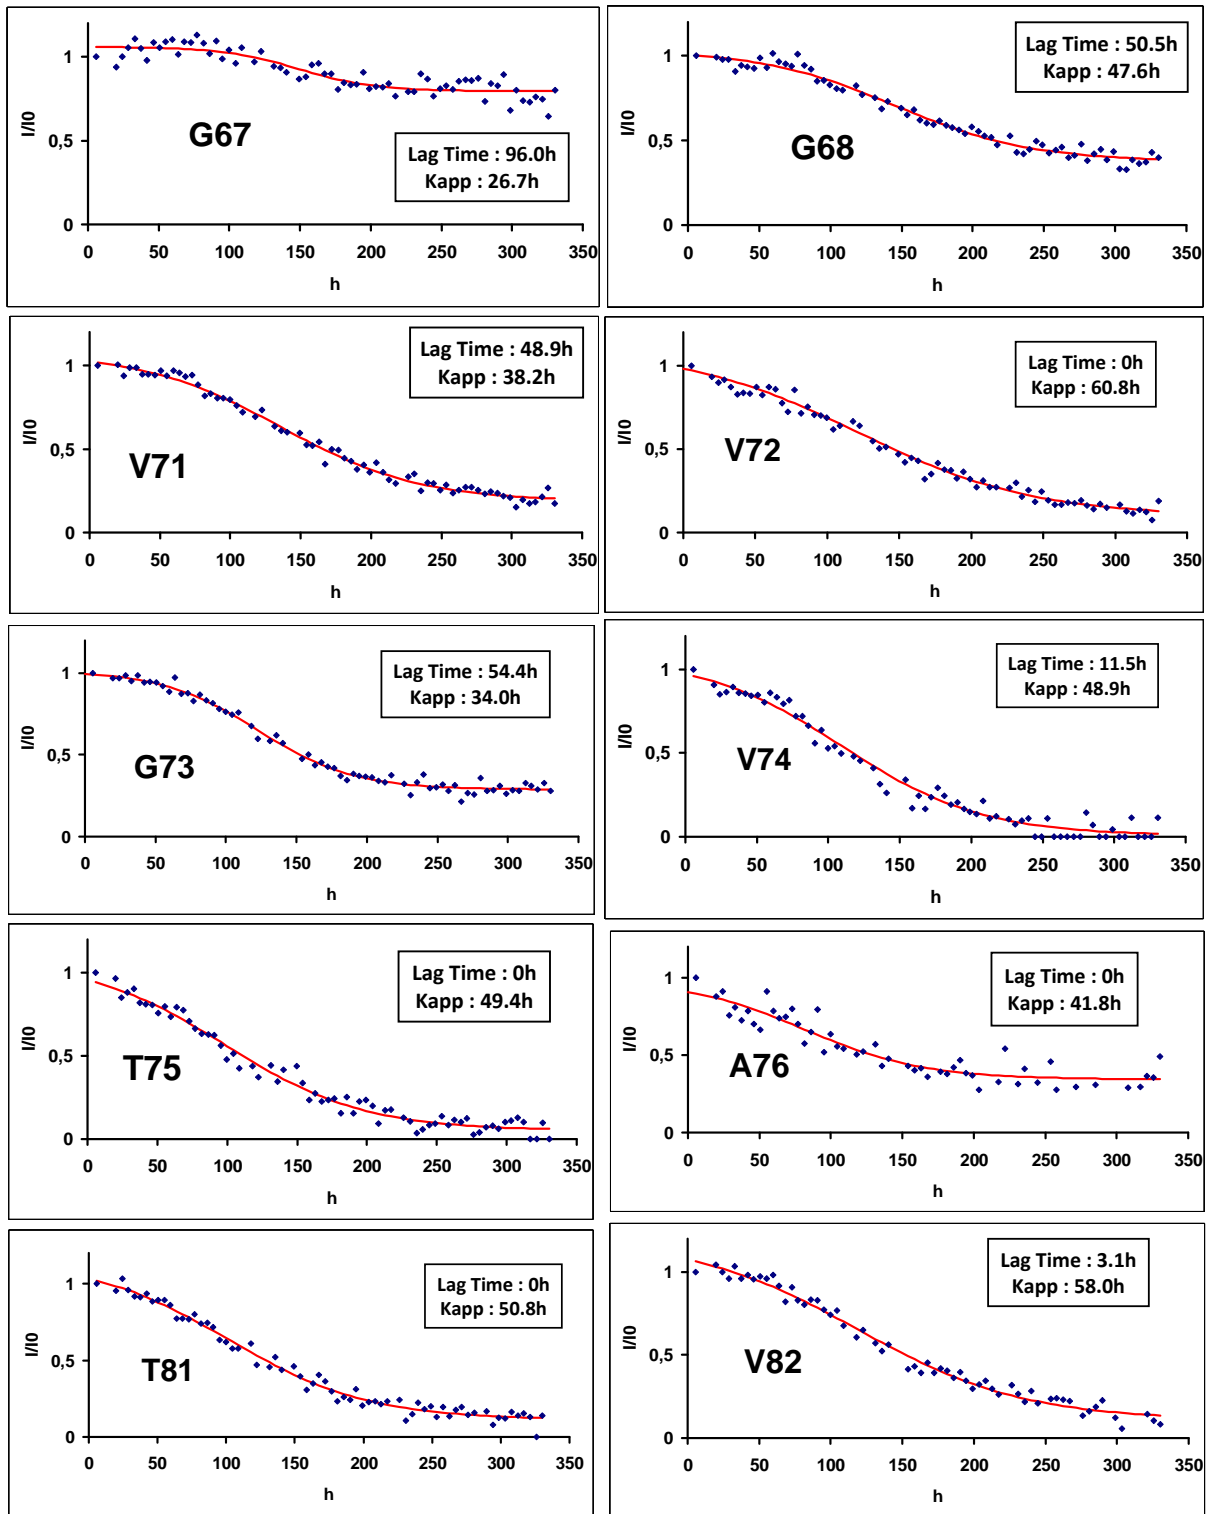 I/I0
1
0,5
0
0 50 100 150 200 250 300 350
h
G67
Lag Time : 96.0h
Kapp : 26.7h
I/I0
1
0,5
0
0 50 100 150 200 250 300 350
h
G68
Lag Time : 50.5h
Kapp : 47.6h
I/I0
1
0,5
0
0 50 100 150 200 250 300 350
h
V71
Lag Time : 48.9h
Kapp : 38.2h
I/I0
1
0,5
0
0 50 100 150 200 250 300 350
h
V72
Lag Time : 0h
Kapp : 60.8h
I/I0
1
0,5
0
0 50 100 150 200 250 300 350
h
G73
Lag Time : 54.4h
Kapp : 34.0h
I/I0
1
0,5
0
0 50 100 150 200 250 300 350
h
V74
Lag Time : 11.5h
Kapp : 48.9h
I/I0
1
0,5
0
0 50 100 150 200 250 300 350
h
T75
Lag Time : 0h
Kapp : 49.4h
I/I0
1
0,5
0
0 50 100 150 200 250 300 350
h
A76
Lag Time : 0h
Kapp : 41.8h
I/I0
1
0,5
0
0 50 100 150 200 250 300 350
h
T81
Lag Time : 0h
Kapp : 50.8h
I/I0
1
0,5
0
0 50 100 150 200 250 300 350
h
V82
Lag Time : 3.1h
Kapp : 58.0h